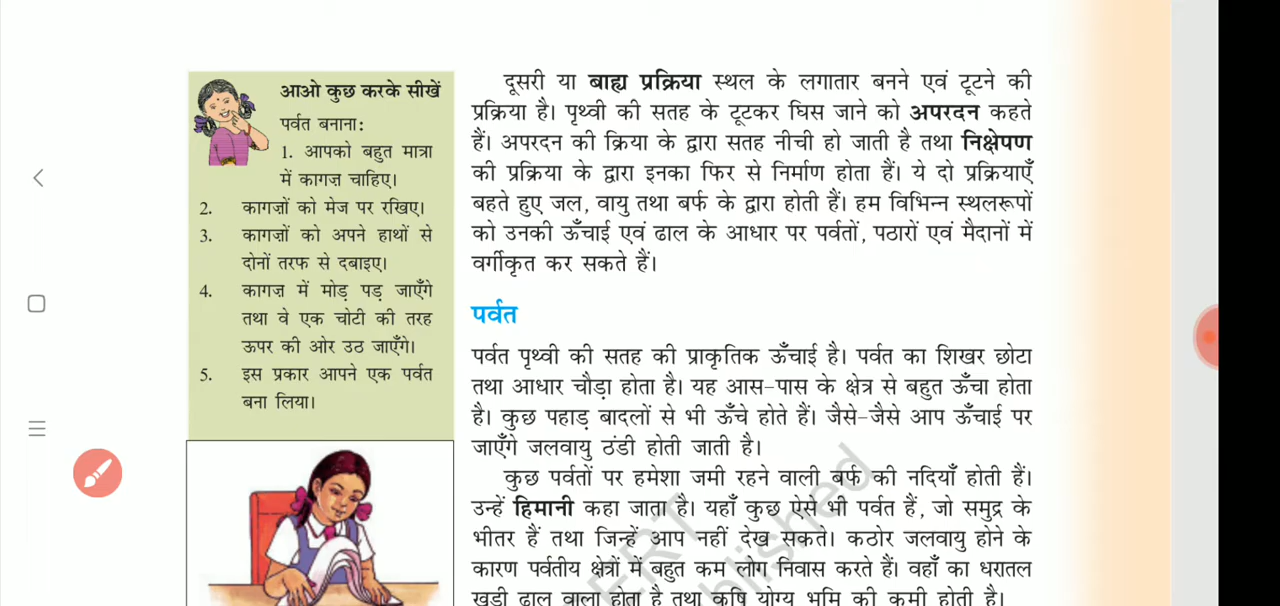 आओ कुछ करके सीखें
पर्वत बनाना:
1. आपको बहुत मात्रा
में कागज़ चाहिए।
2. कागज़ों को मेज पर रखिए।
3. कागज़ों को अपने हाथों से
दोनों तरफ से दबाइए।
4. कागज़ में मोड़ पड़ जाएँगे
तथा वे एक चोटी की तरह
ऊपर की ओर उठ जाएँगे।
5. इस प्रकार आपने एक पर्वत
बना लिया।
दूसरी या बाह्य प्रक्रिया स्थल के लगातार बनने एवं टूटने की
प्रक्रिया है। पृथ्वी की सतह के टूटकर घिस जाने को अपरदन कहते
हैं। अपरदन की क्रिया के द्वारा सतह नीची हो जाती है तथा निक्षेपण
की प्रक्रिया के द्वारा इनका फिर से निर्माण होता हैं। ये दो प्रक्रियाएँ
बहते हुए जल, वायु तथा बर्फ के द्वारा होती हैं। हम विभिन्न स्थलरूपों
को उनकी ऊँचाई एवं ढाल के आधार पर पर्वतों, पठारों एवं मैदानों में
वर्गीकृत कर सकते हैं।
पर्वत
पर्वत पृथ्वी की सतह की प्राकृतिक ऊँचाई है। पर्वत का शिखर छोटा
तथा आधार चौड़ा होता है। यह आस-पास के क्षेत्र से बहुत ऊँचा होता
है। कुछ पहाड़ बादलों से भी ऊँचे होते हैं। जैसे-जैसे आप ऊँचाई पर
जाएँगे जलवायु ठंडी होती जाती है।
कुछ पर्वतों पर हमेशा जमी रहने वाली बर्फ की नदियाँ होती हैं।
उन्हें हिमानी कहा जाता है। यहाँ कुछ ऐसे भी पर्वत हैं, जो समुद्र के
भीतर हैं तथा जिन्हें आप नहीं देख सकते। कठोर जलवायु होने के
कारण पर्वतीय क्षेत्रों में बहुत कम लोग निवास करते हैं। वहाँ का धरातल
खड़ी ढाल वाला होता है तथा कृषि योग्य भूमि की कमी होती है।